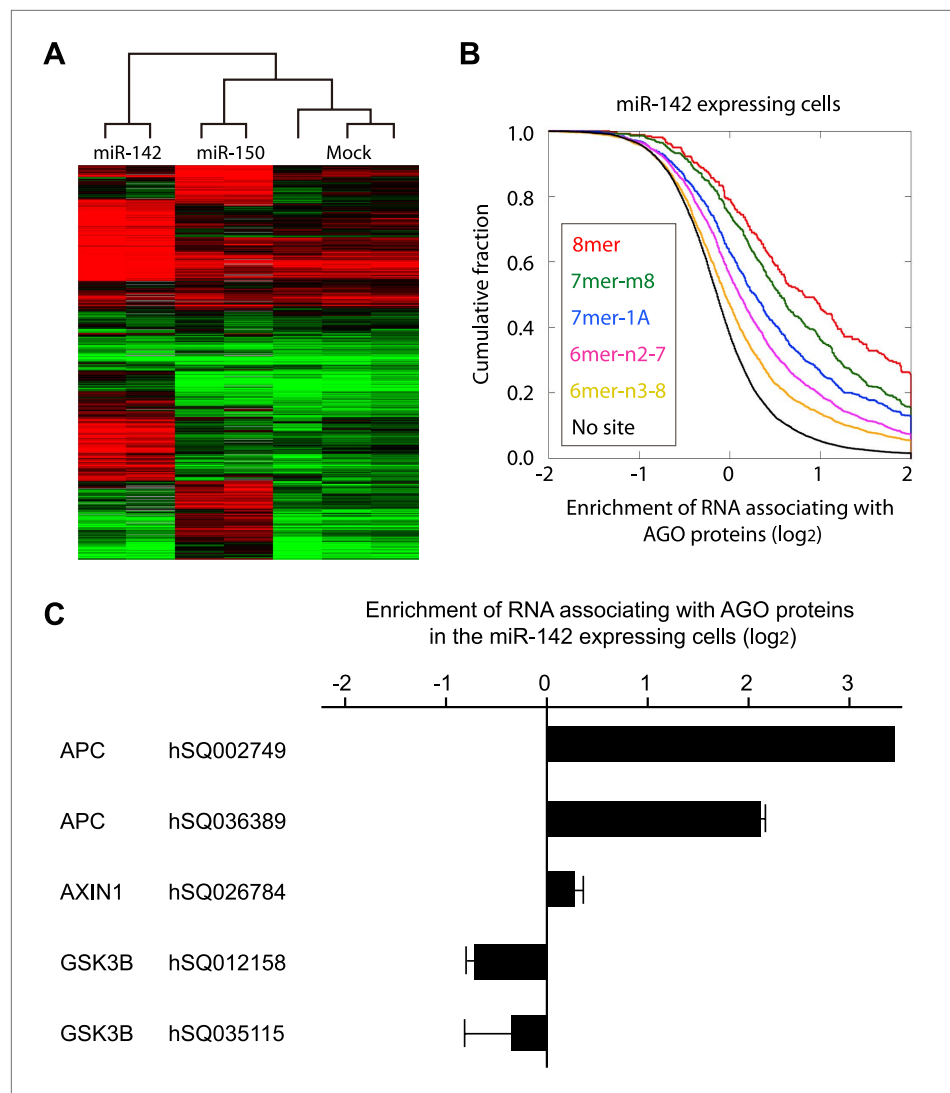 A
miR-142 miR-150 Mock
B
miR-142 expressing cells
Cumulative fraction
1.0
0.8
0.6
0.4
0.2
0.0
8mer
7mer-m8
7mer-1A
6mer-n2-7
6mer-n3-8
No site
-2 -1 0 1 2
Enrichment of RNA associating with
AGO proteins (log2)
C
Enrichment of RNA associating with AGO proteins
in the miR-142 expressing cells (log2)
-2 -1 0 1 2 3
APC hSQ002749
APC hSQ036389
AXIN1 hSQ026784
GSK3B hSQ012158
GSK3B hSQ035115